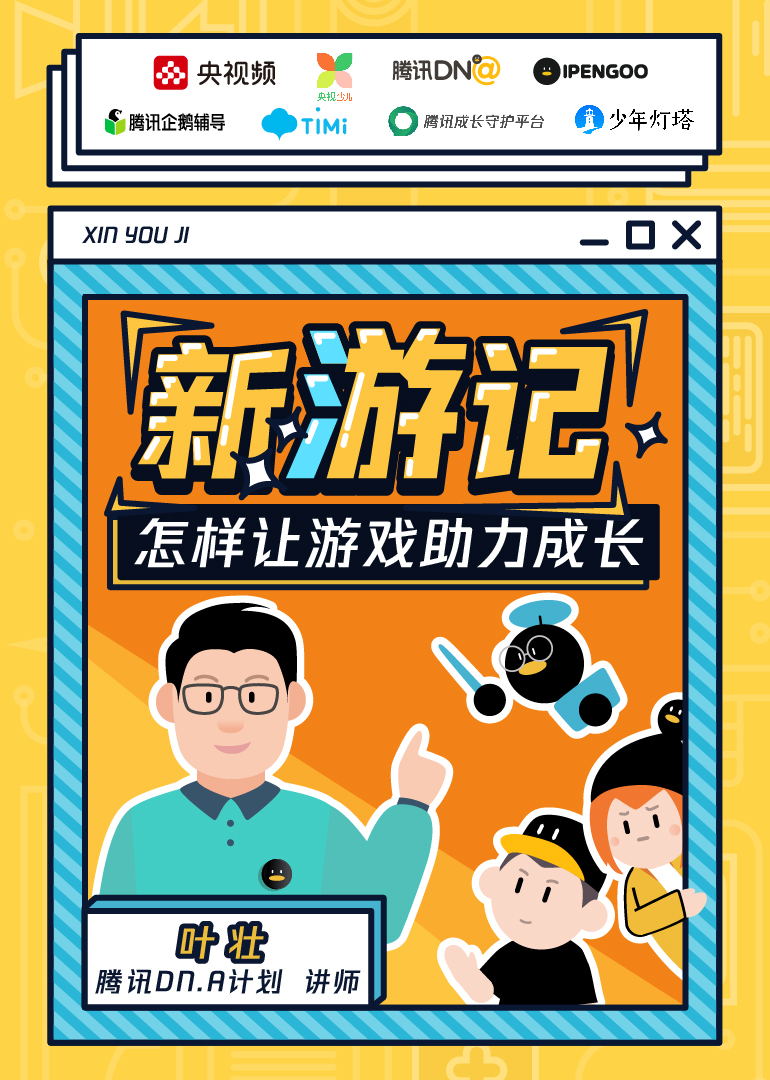 央视频 央视少儿 腾讯DN@ IPENGOO
腾讯企鹅辅导 TiMi 腾讯成长守护平台 少年灯塔
XIN YOU JI
新游记
怎样让游戏助力成长
叶壮
腾讯DN.A计划 讲师